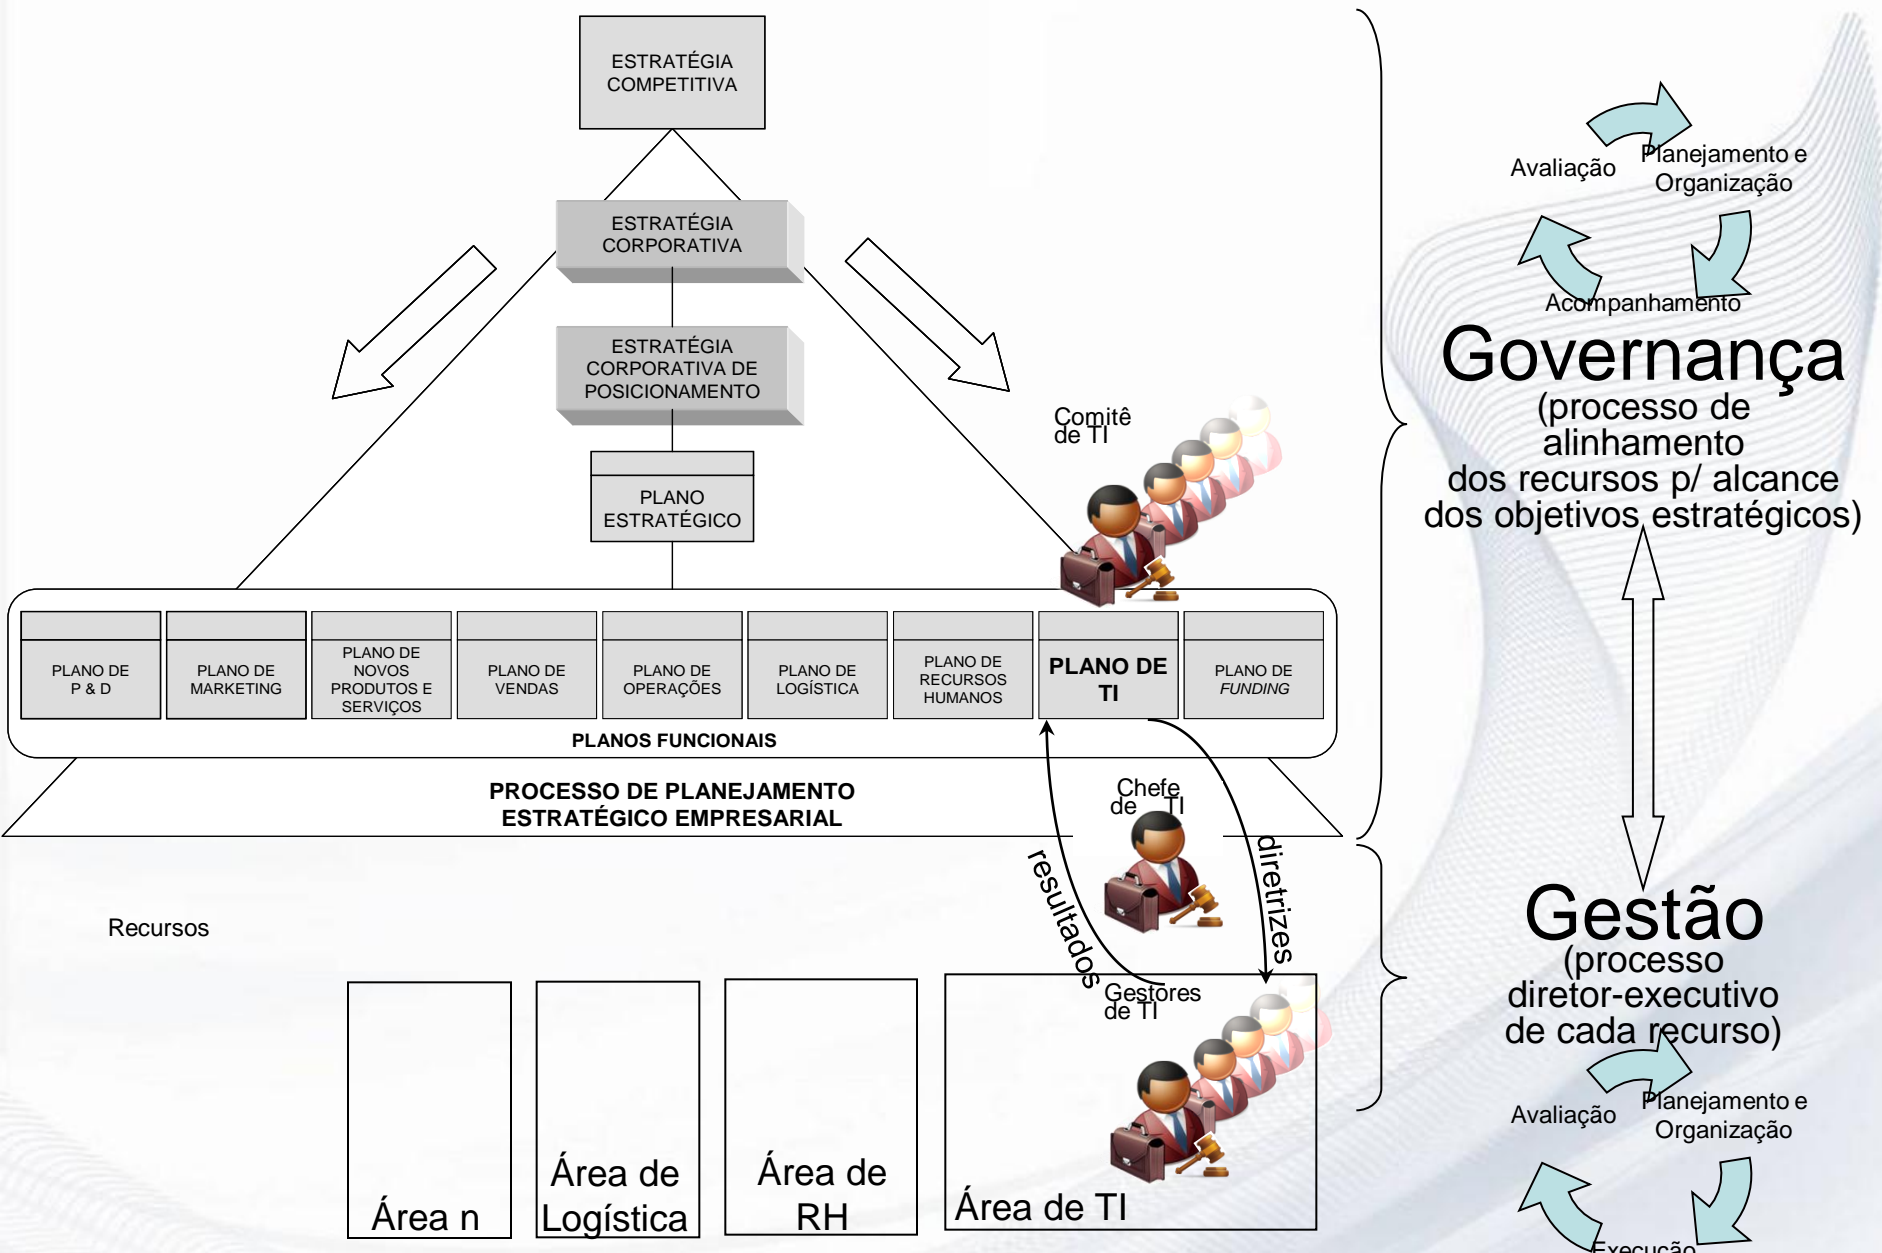 ESTRATÉGIA
COMPETITIVA
ESTRATÉGIA
CORPORATIVA
ESTRATÉGIA
CORPORATIVA DE
POSICIONAMENTO
PLANO
ESTRATÉGICO
Comitê
de TI
PLANO DE
P & D
PLANO DE
MARKETING
PLANO DE
NOVOS
PRODUTOS E
SERVIÇOS
PLANO DE
VENDAS
PLANO DE
OPERAÇÕES
PLANO DE
LOGÍSTICA
PLANO DE
RECURSOS
HUMANOS
PLANO DE
TI
PLANO DE
FUNDING
PLANOS FUNCIONAIS
PROCESSO DE PLANEJAMENTO
ESTRATÉGICO EMPRESARIAL
Chefe
de TI
resultados
diretrizes
Recursos
Gestores
de TI
Área n
Área de
Logística
Área de
RH
Área de TI
Avaliação
Planejamento e
Organização
Acompanhamento
Governança
(processo de
alinhamento
dos recursos p/ alcance
dos objetivos estratégicos)
Gestão
(processo
diretor-executivo
de cada recurso)
Avaliação
Planejamento e
Organização
Execução